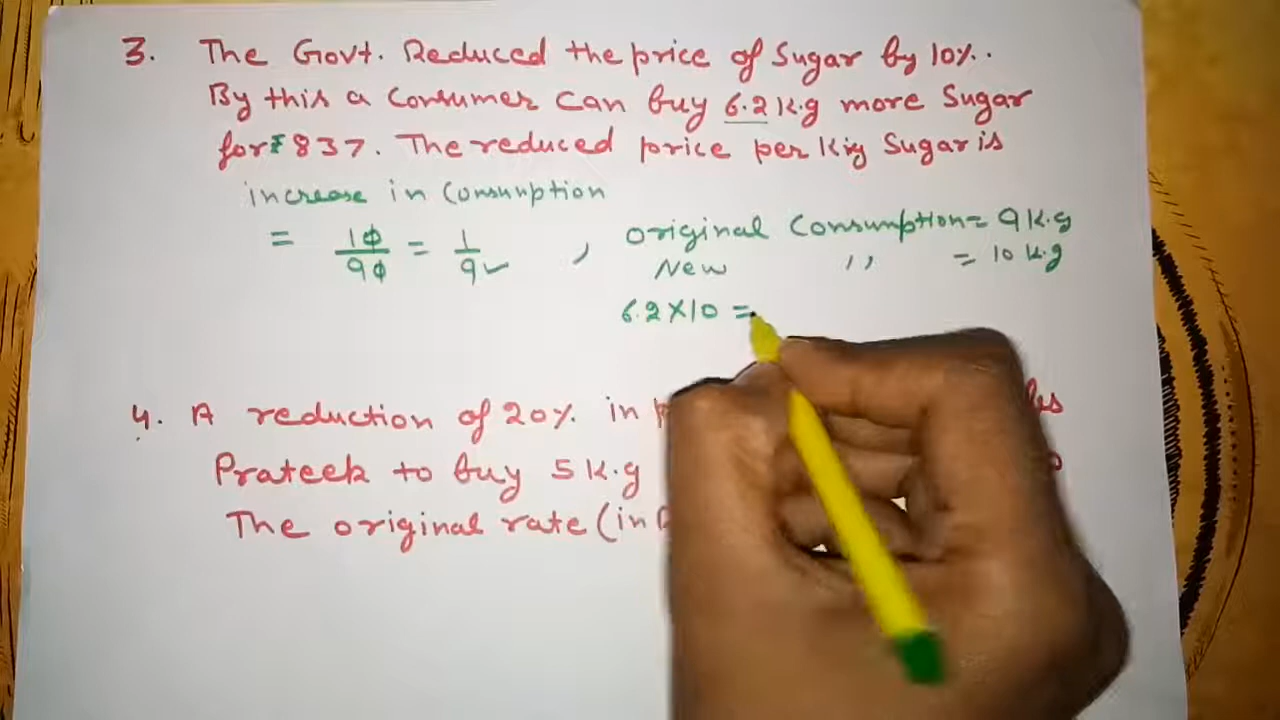 3. The Govt. Reduced the price of Sugar by 10%.
By this a Consumer Can buy 6.2 K.g more Sugar
for ₹837. The reduced price per K.g Sugar is
increase in Consumption
= 10/90 = 1/9 , original Consumption = 9 K.g
New ,, = 10 K.g
6.2 × 10 =
4. A reduction of 20% in
Prateek to buy 5 K.g
The original rate (in